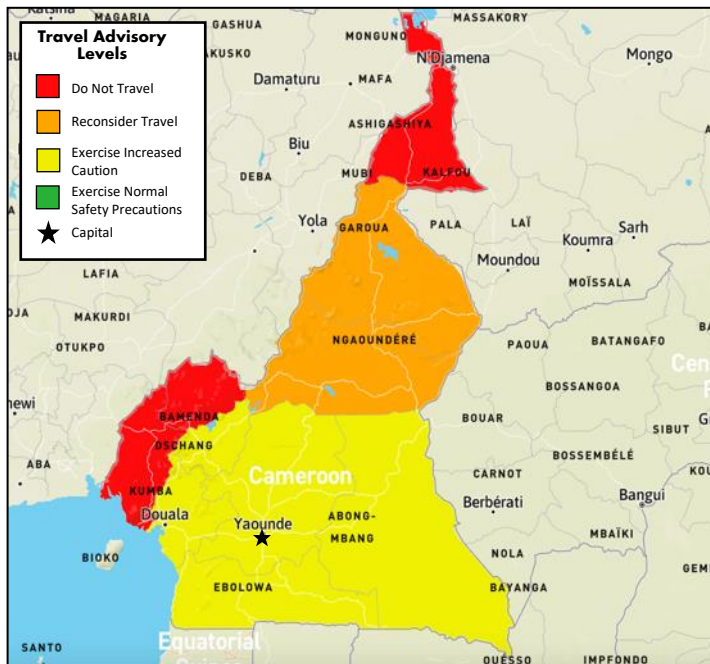 Katsina
MAGARIA
GASHUA
MONGUNO
MASSAKORY
Travel Advisory
Levels
Do Not Travel
Reconsider Travel
Exercise Increased
Caution
Exercise Normal
Safety Precautions
Capital
N'Djamena
Mongo
Damaturu
MAFA
ASHIGASHIYA
Biu
DEBA
MUBI
KALFOU
Yola
GAROUA
PALA
LAÏ
Sarh
Koumra
Moundou
LAFIA
MOÏSSALA
MAKURDI
OTUKPO
NGAOUNDÉRÉ
PAOUA
BATANGAFO
BOSSANGOA
BAMENDA
BOUAR
SIBUT
DSCHANG
BOSSEMBÉLÉ
ABA
Cameroon
CARNOT
KUMBA
Berbérati
Bangui
Douala
Yaounde
ABONG-
MBANG
MBAÏKI
BIOKO
NOLA
EBOLOWA
BAYANGA
SANTO
Equatorial
OUÉSSO
IMPFONDO